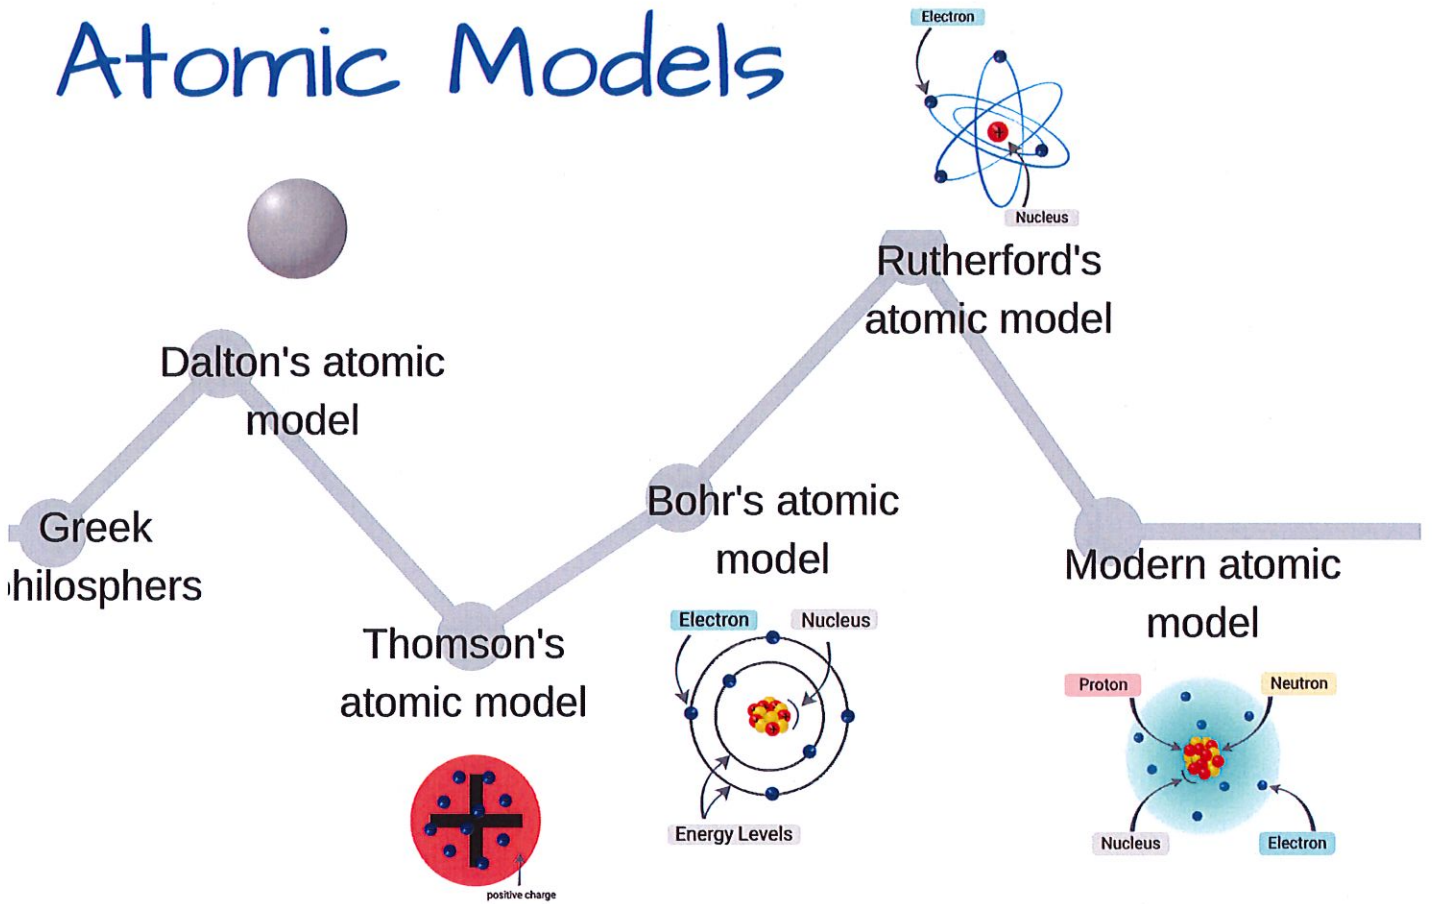 Atomic Models
Electron
+
Nucleus
Rutherford's
atomic model
Dalton's atomic
model
Greek
hilosphers
Bohr's atomic
model
Thomson's
atomic model
Modern atomic
model
Electron
Nucleus
Energy Levels
positive charge
Proton
Neutron
Nucleus
Electron